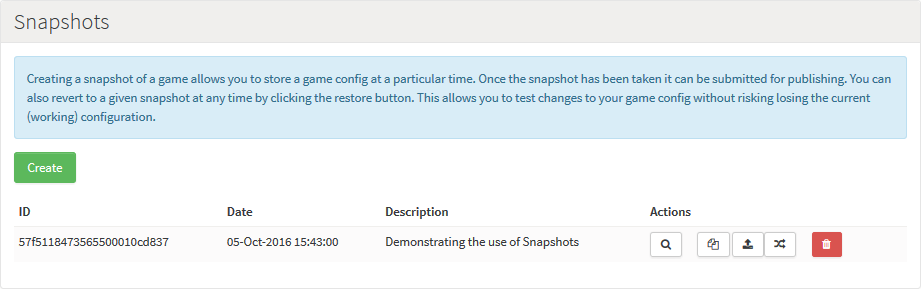 Snapshots
Creating a snapshot of a game allows you to store a game config at a particular time. Once the snapshot has been taken it can be submitted for publishing. You can
also revert to a given snapshot at any time by clicking the restore button. This allows you to test changes to your game config without risking losing the current
(working) configuration.
Create
ID Date Description Actions
57f5118473565500010cd837 05-Oct-2016 15:43:00 Demonstrating the use of Snapshots